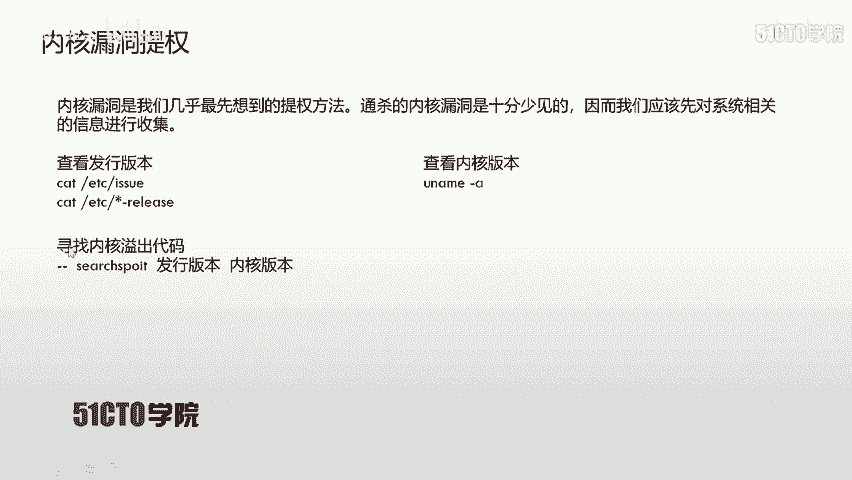 内核漏洞提权
51CTO学院
内核漏洞是我们几乎最先想到的提权方法。通杀的内核漏洞是十分少见的，因而我们应该先对系统相关
的信息进行收集。
查看发行版本
cat /etc/issue
cat /etc/*-release
查看内核版本
uname -a
寻找内核溢出代码
-- searchspoit 发行版本 内核版本
51CTO学院